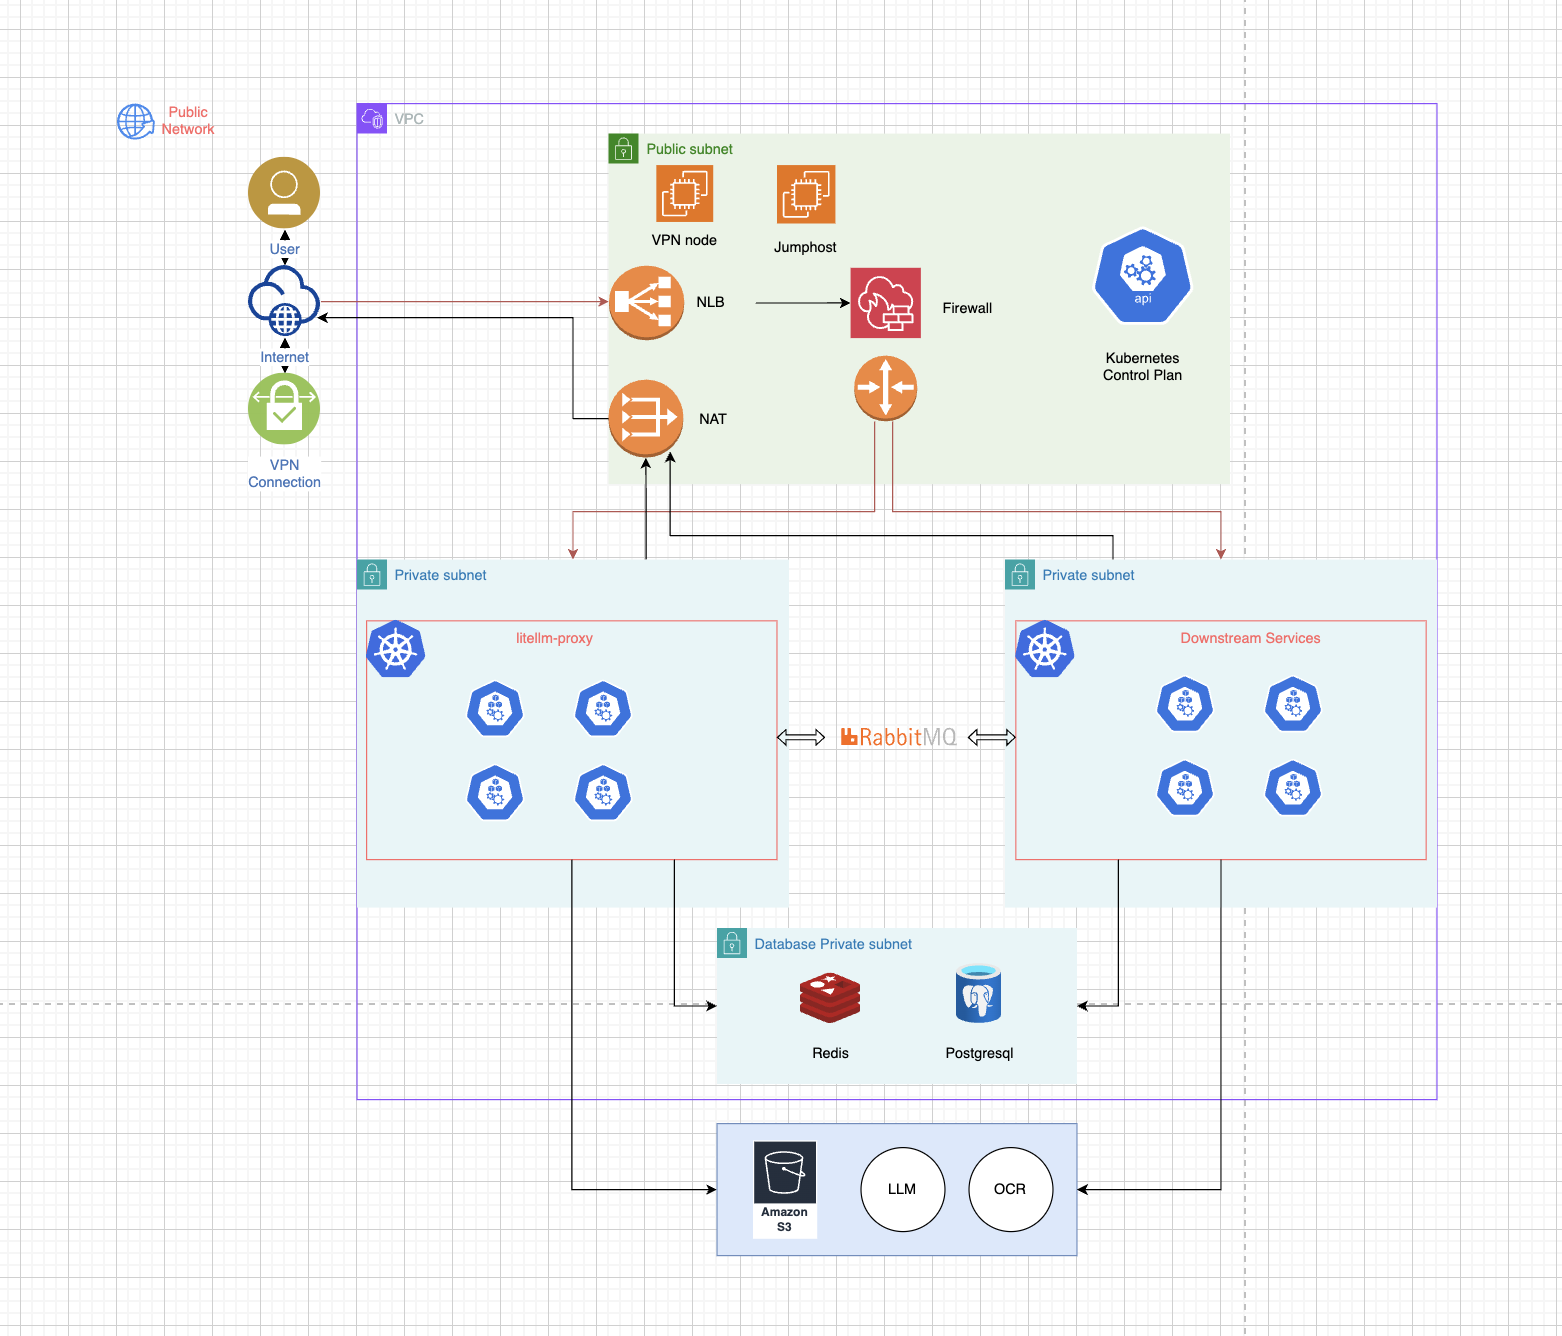 Public
Network
VPC
Public subnet
VPN node
Jumphost
User
NLB
Firewall
api
Internet
Kubernetes
Control Plan
NAT
VPN
Connection
Private subnet
Private subnet
litellm-proxy
Downstream Services
RabbitMQ
Database Private subnet
Redis
Postgresql
Amazon
S3
LLM
OCR